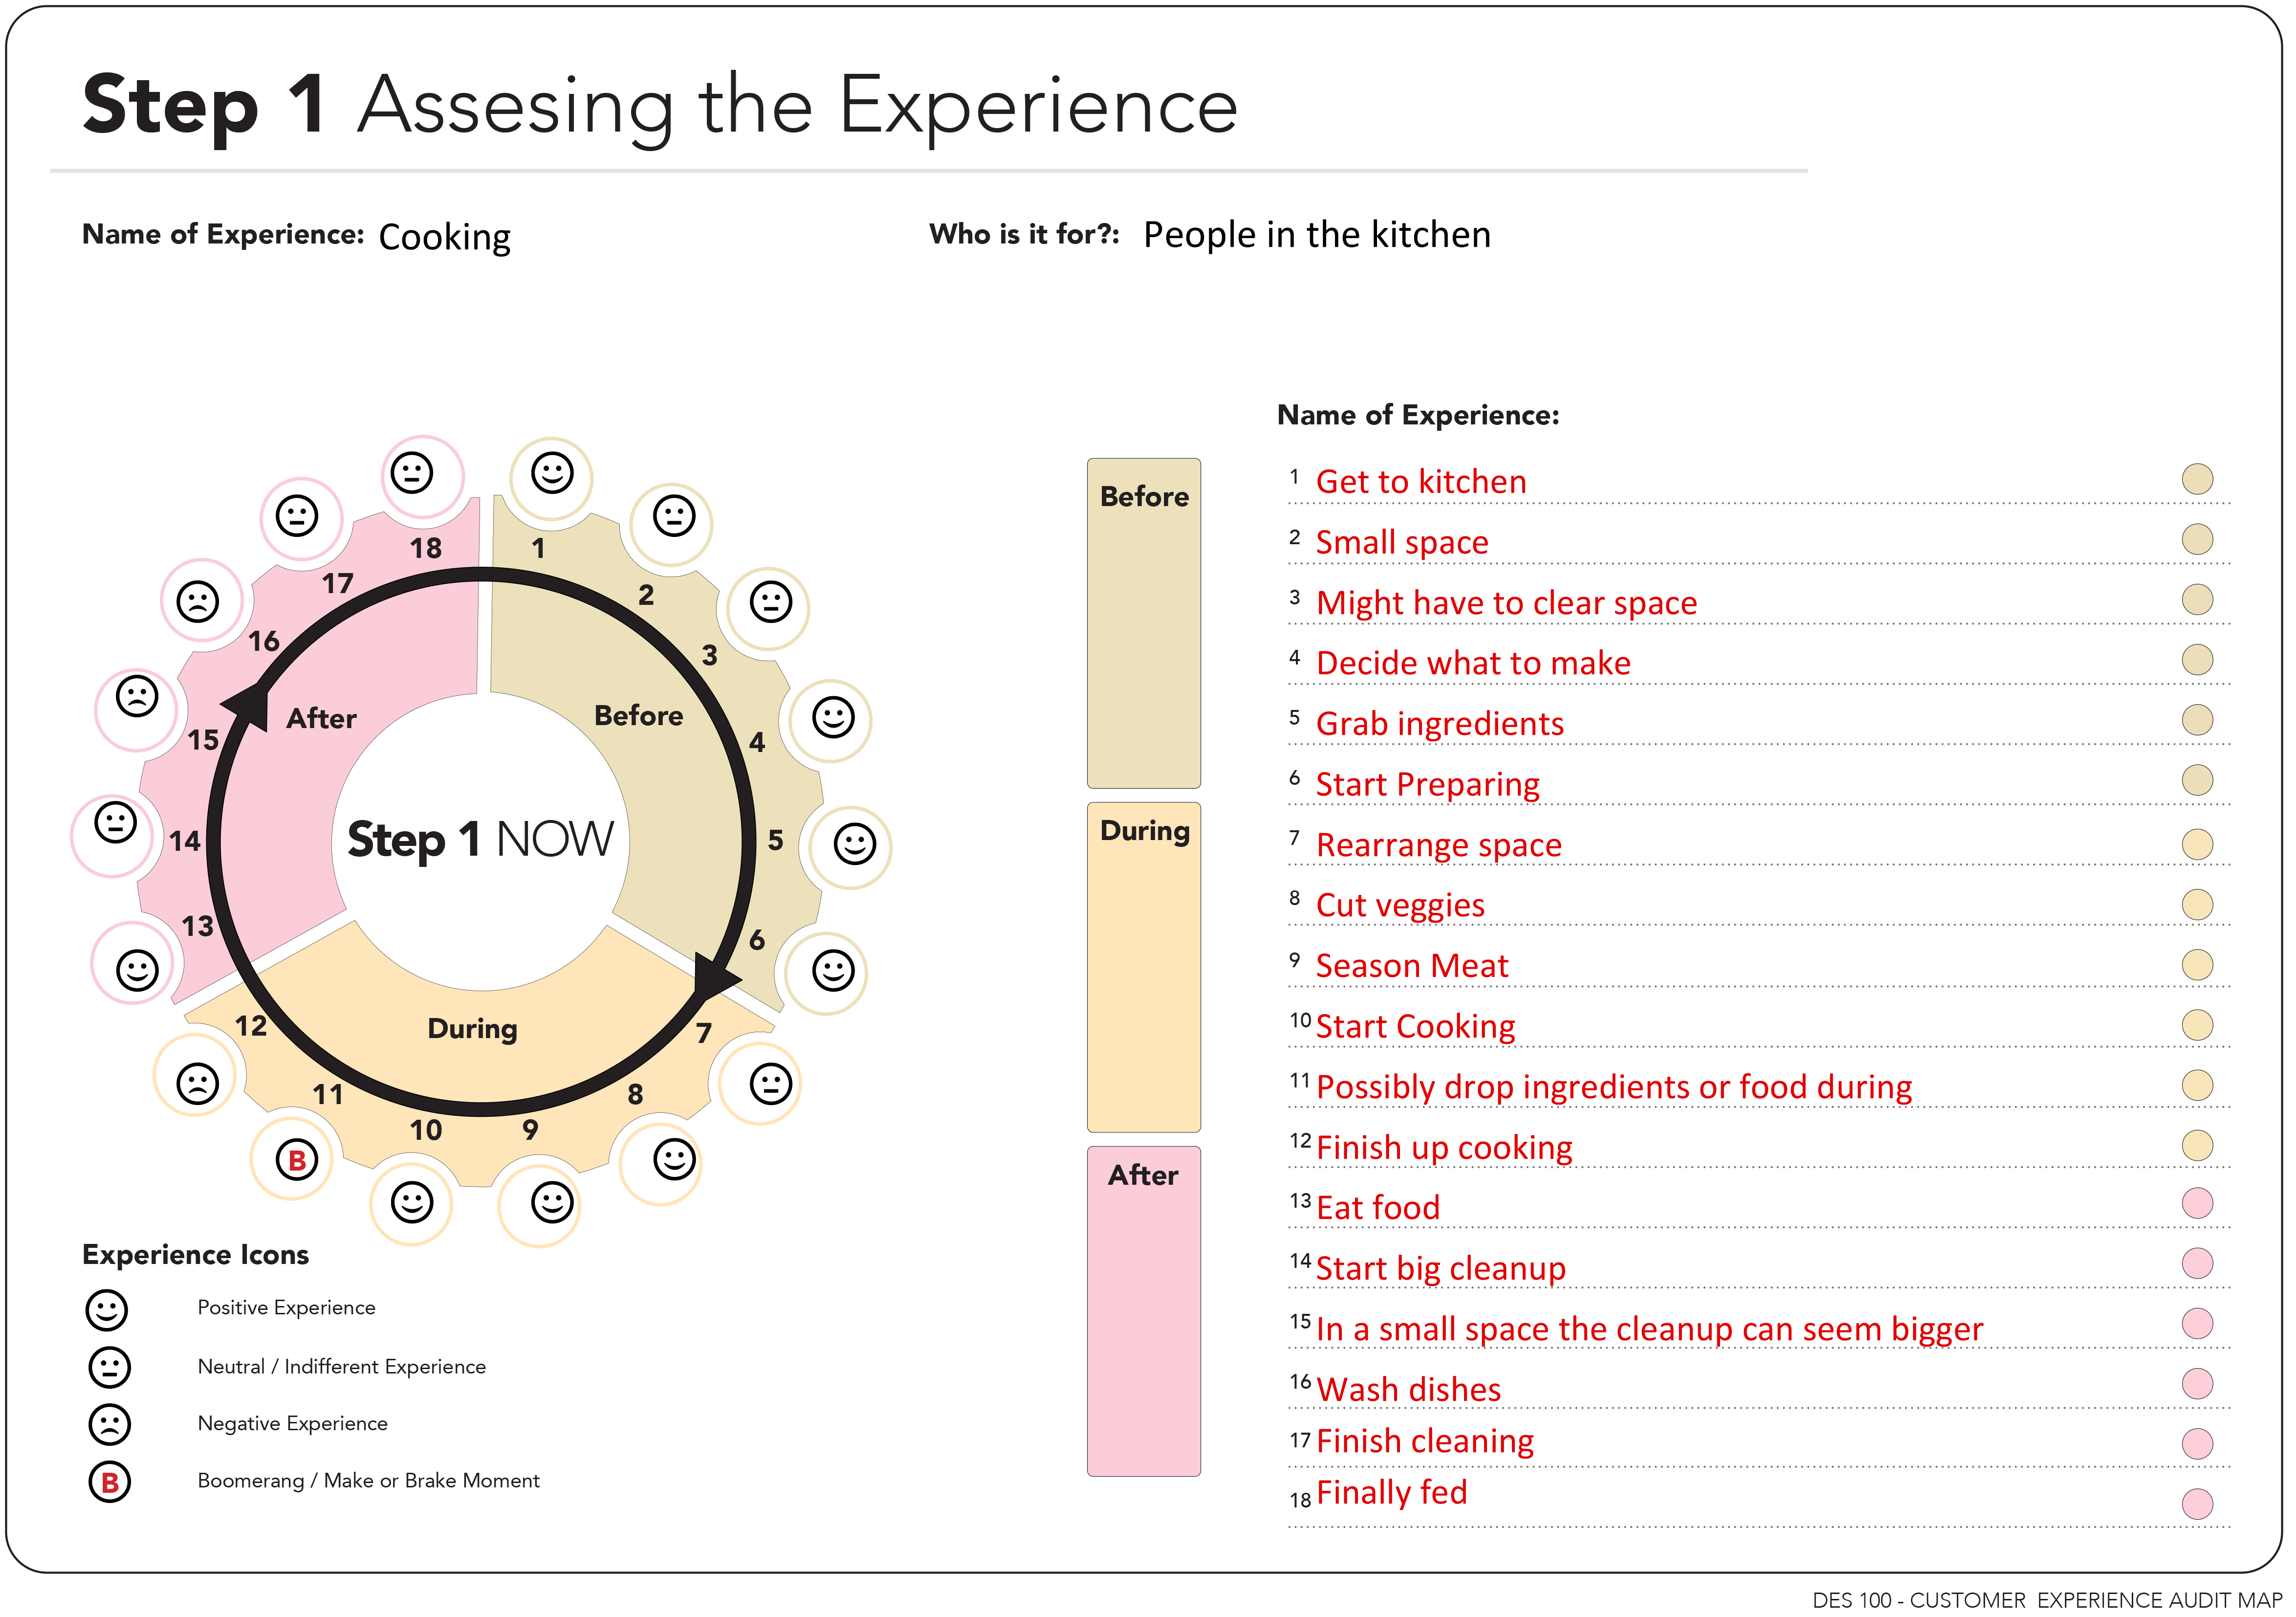 Step 1 Assesing the Experience
Name of Experience: Cooking
Who is it for?: People in the kitchen
18
1
17
2
16
3
After
Before
15
4
Step 1 NOW
14
5
13
6
12
During
7
11
8
10
9
B
Experience Icons
Positive Experience
Neutral / Indifferent Experience
Negative Experience
B Boomerang / Make or Brake Moment
Before
During
After
Name of Experience:
1 Get to kitchen
2 Small space
3 Might have to clear space
4 Decide what to make
5 Grab ingredients
6 Start Preparing
7 Rearrange space
8 Cut veggies
9 Season Meat
10 Start Cooking
11 Possibly drop ingredients or food during
12 Finish up cooking
13 Eat food
14 Start big cleanup
15 In a small space the cleanup can seem bigger
16 Wash dishes
17 Finish cleaning
18 Finally fed
DES 100 - CUSTOMER EXPERIENCE AUDIT MAP